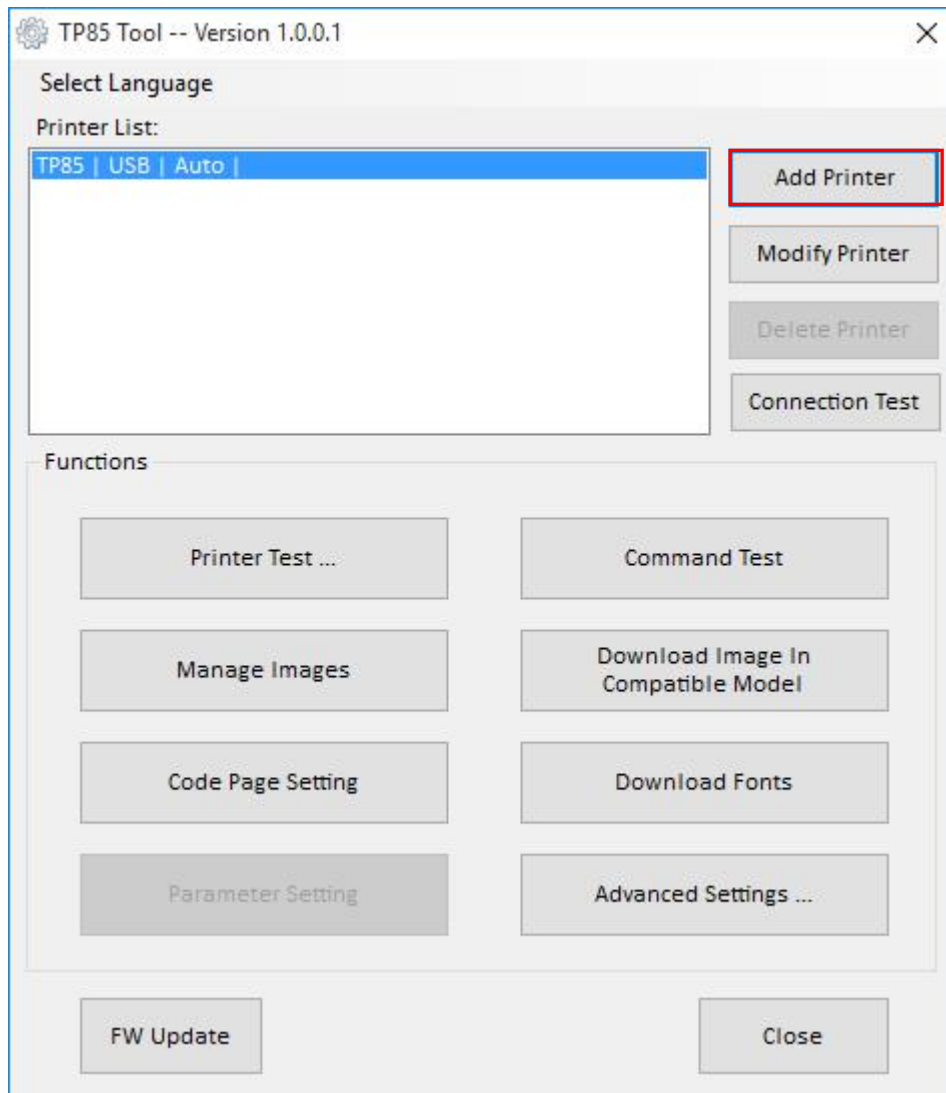 TP85 Tool -- Version 1.0.0.1
Select Language
Printer List:
TP85 | USB | Auto |
Add Printer
Modify Printer
Delete Printer
Connection Test
Functions
Printer Test ...
Command Test
Manage Images
Download Image In
Compatible Model
Code Page Setting
Download Fonts
Parameter Setting
Advanced Settings ...
FW Update
Close